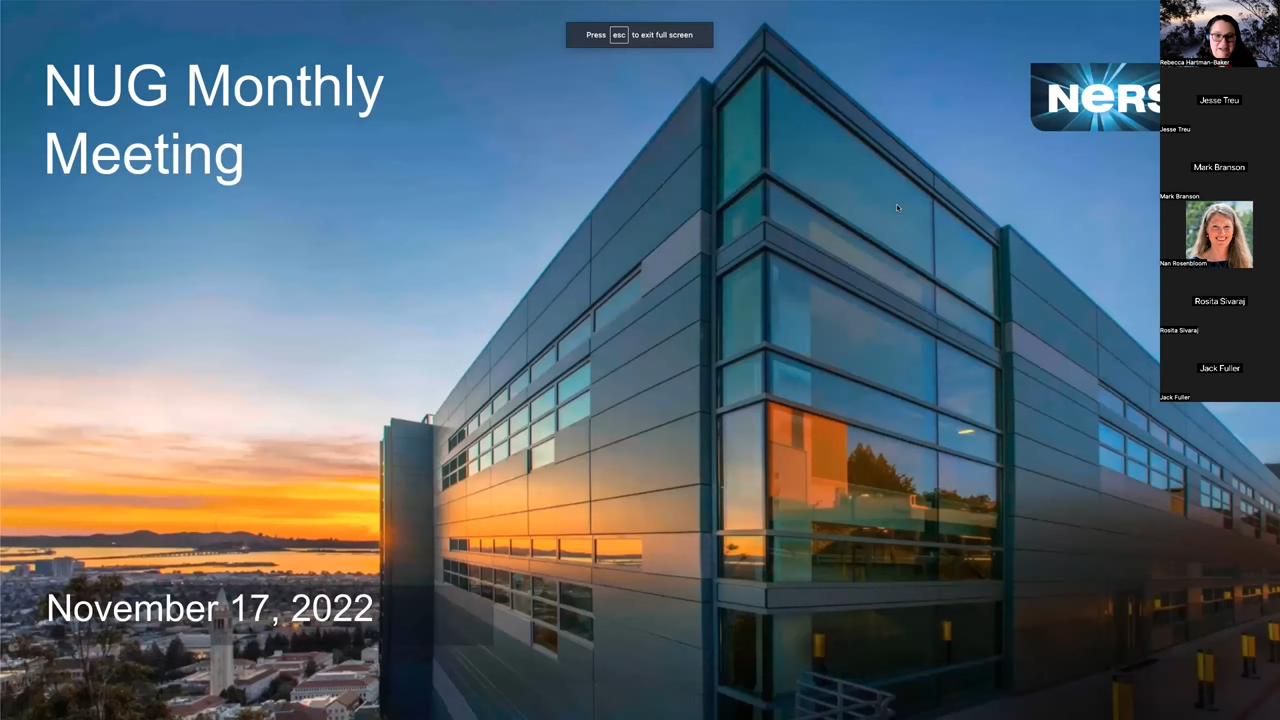 NUG Monthly
Meeting
Press esc to exit full screen
NERS
Rebecca Hartman-Baker
Jesse Treu
Jesse Treu
Mark Branson
Mark Branson
Nan Rosenbloom
Rosita Sivaraj
Rosita Sivaraj
Jack Fuller
Jack Fuller
November 17, 2022